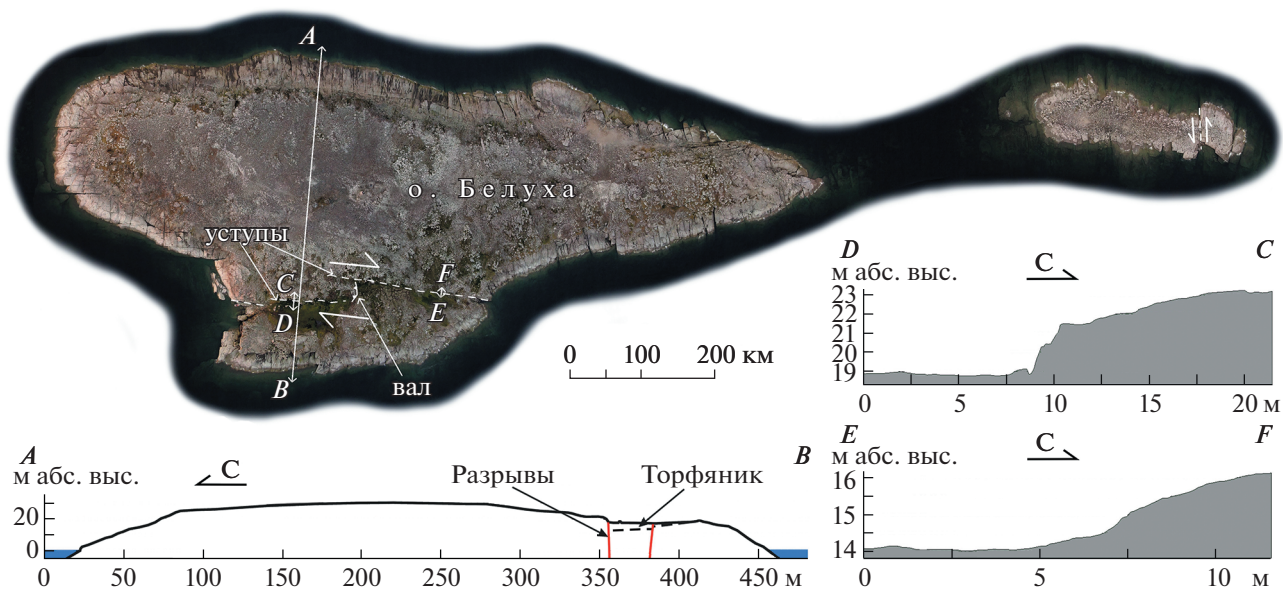 A
о. Белуха
уступы
C
D
F
E
B
вал
0 100 200 км
D C
м абс. выс.
С
23
22
21
20
19
0 5 10 15 20 м
E F
м абс. выс.
С
16
15
14
0 5 10 м
A B
м абс. выс.
С
Разрывы
Торфяник
20
0
0 50 100 150 200 250 300 350 400 450 м